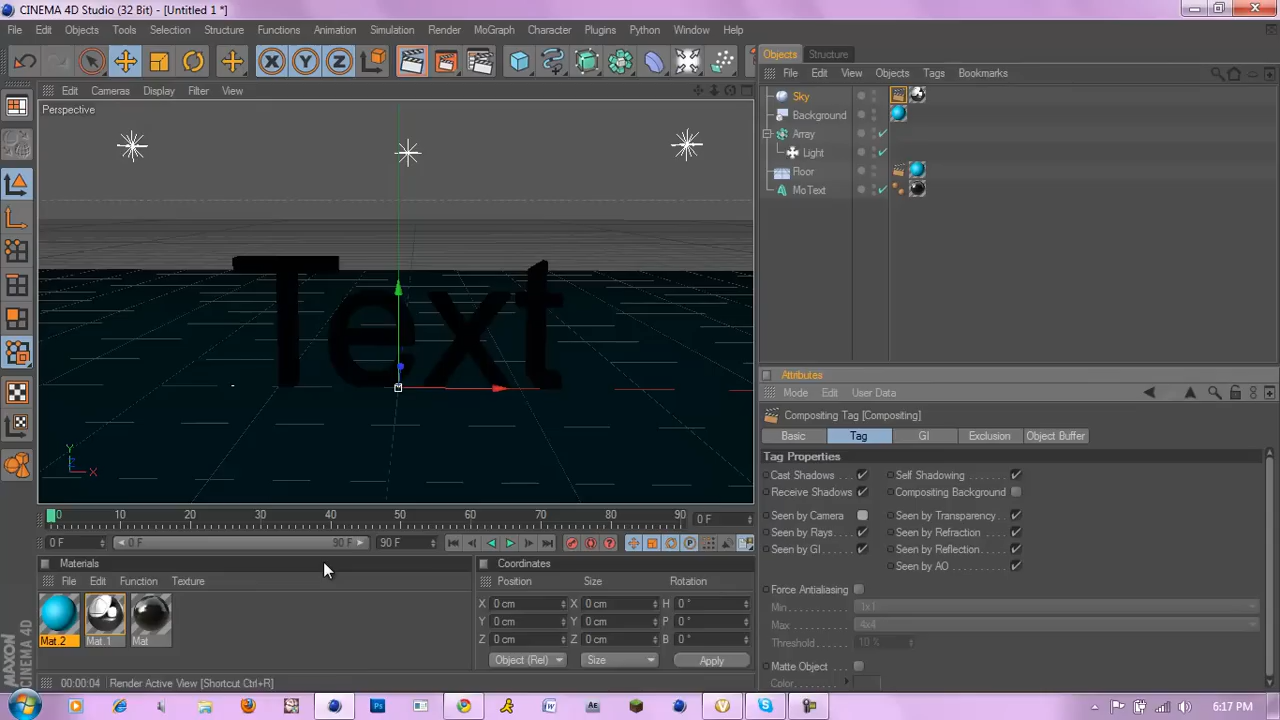 CINEMA 4D Studio (32 Bit) - [Untitled 1 *]
File Edit Objects Tools Selection Structure Functions Animation Simulation Render MoGraph Character Plugins Python Window Help
Objects Structure
File Edit View Objects Tags Bookmarks
Edit Cameras Display Filter View
Perspective
Sky
Background
Array
Light
Floor
MoText
Text
Y
Z
X
Attributes
Mode Edit User Data
Compositing Tag [Compositing]
Basic Tag GI Exclusion Object Buffer
Tag Properties
Cast Shadows Self Shadowing
Receive Shadows Compositing Background
Seen by Camera Seen by Transparency
Seen by Rays Seen by Refraction
Seen by GI Seen by Reflection
Seen by AO
Force Antialiasing
Min 1x1
Max 4x4
Threshold 10 %
Matte Object
Color
0 10 20 30 40 50 60 70 80 90 0 F
0 F 0 F 90 F 90 F
Materials
File Edit Function Texture
Mat.2 Mat.1 Mat
Coordinates
Position Size Rotation
X 0 cm X 0 cm H 0 °
Y 0 cm Y 0 cm P 0 °
Z 0 cm Z 0 cm B 0 °
Object (Rel) Size Apply
MAXON
CINEMA 4D
00:00:04 Render Active View [Shortcut Ctrl+R]
6:17 PM